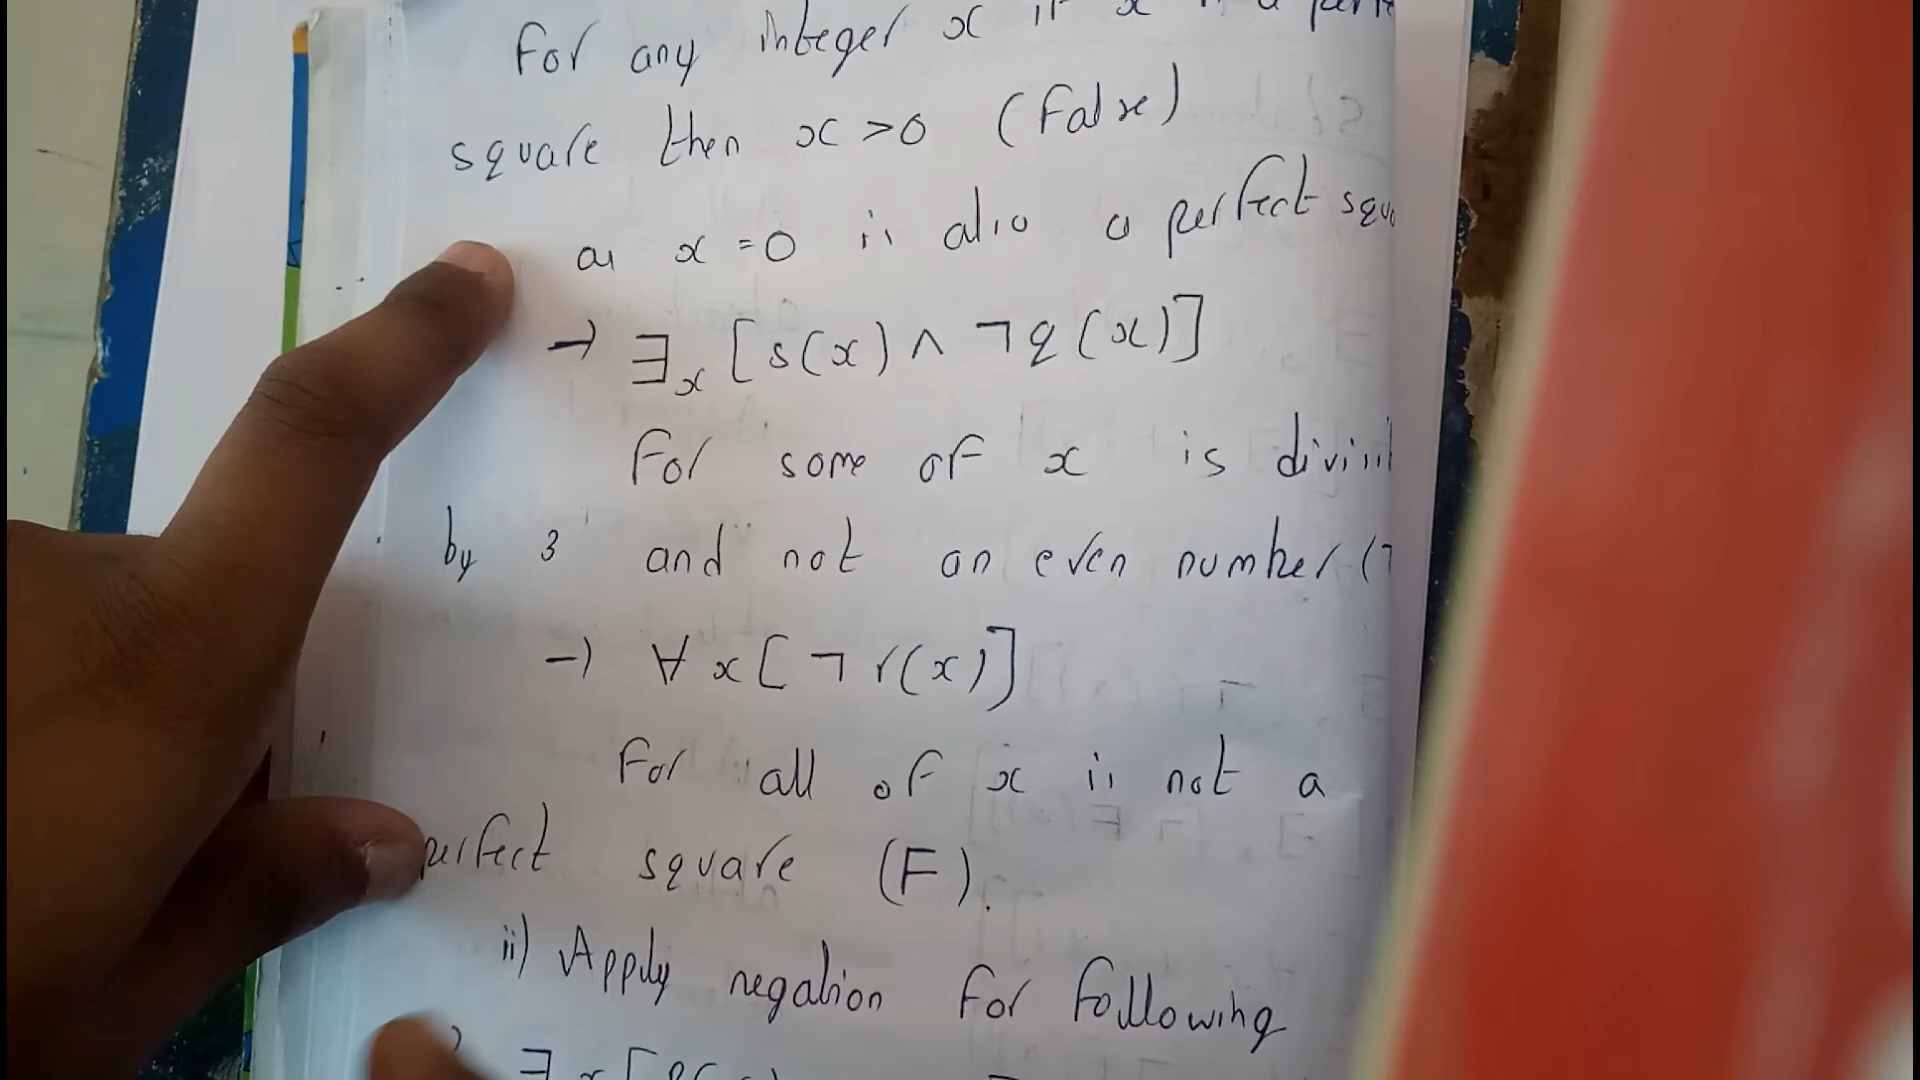 For any integer x if x a
square then x >0 (False)
as x =0 is also a perfect
→ ∃x [s(x) ∧ ¬q(x)]
For some of x is
by 3 and not an even number
→ ∀ x [¬ r(x)]
For all of x is not a
perfect square (F).
ii) Apply negation for following
∃ x [